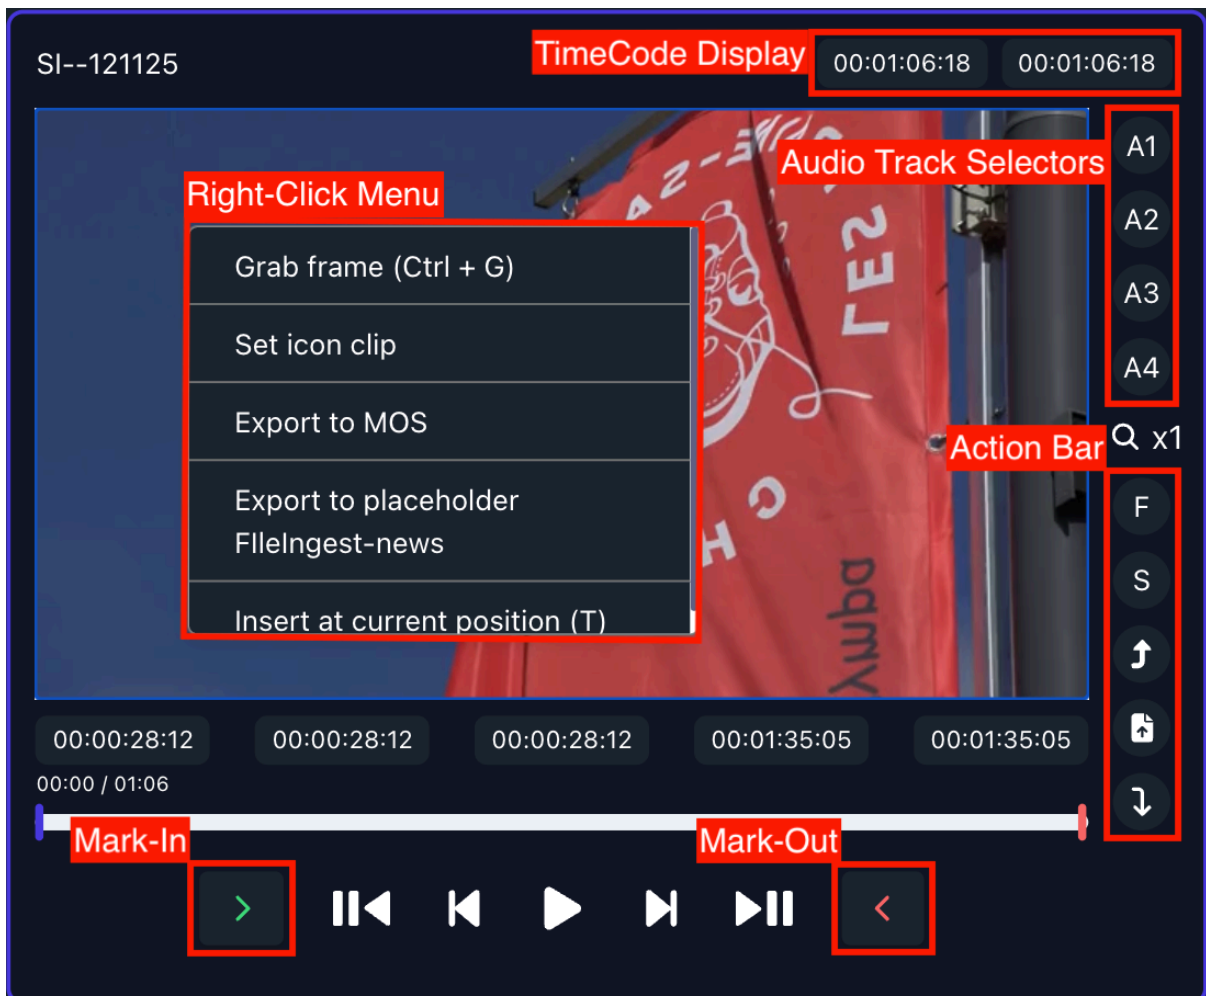 SI--121125
TimeCode Display
00:01:06:18
00:01:06:18
Audio Track Selectors
A1
A2
A3
A4
x1
Right-Click Menu
Grab frame (Ctrl + G)
Set icon clip
Export to MOS
Export to placeholder
FIleIngest-news
Insert at current position (T)
Action Bar
F
S
00:00:28:12
00:00:28:12
00:00:28:12
00:01:35:05
00:01:35:05
00:00 / 01:06
Mark-In
Mark-Out